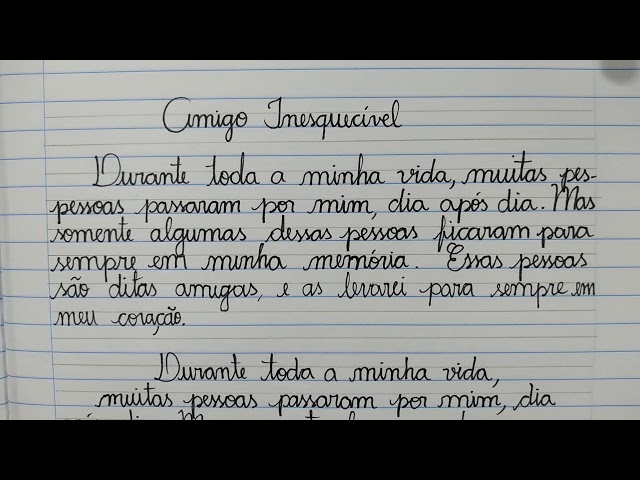 Amigo Inesquecível
Durante toda a minha vida, muitas pes-
pessoas passaram por mim, dia após dia. Mas
somente algumas dessas pessoas ficaram para
sempre em minha memória. Essas pessoas
são ditas amigas, e as levarei para sempre em
meu coração.
Durante toda a minha vida,
muitas pessoas passaram por mim, dia